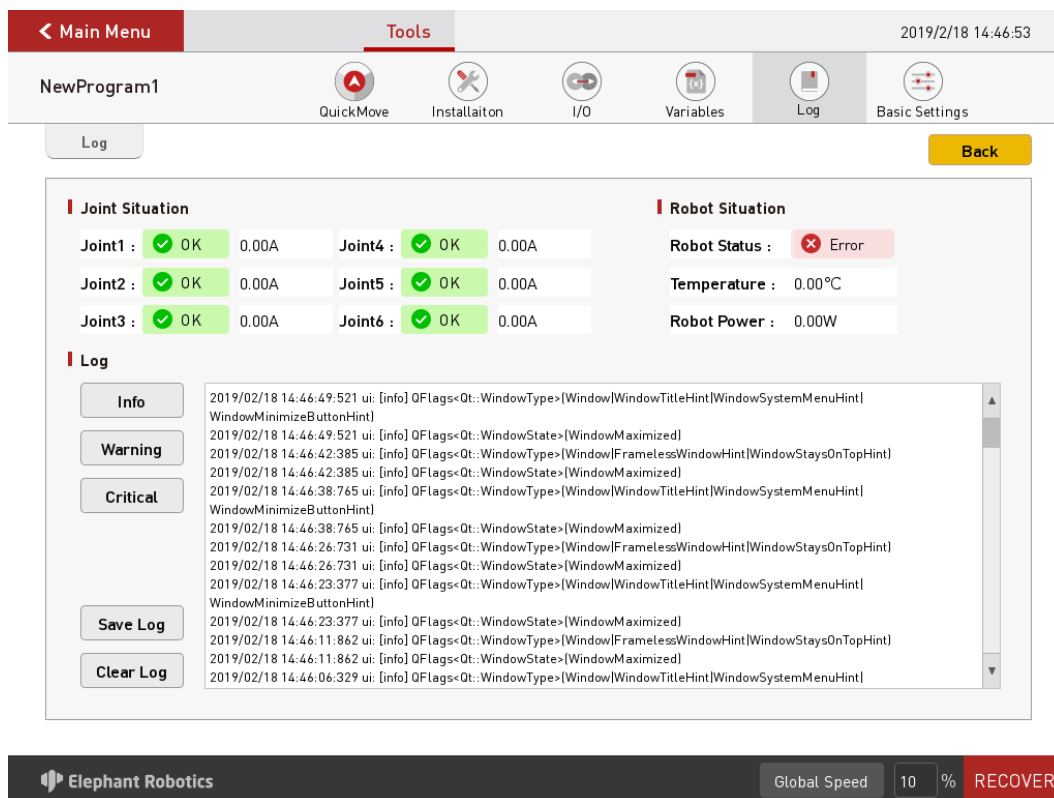 Main Menu
Tools
2019/2/18 14:46:53
NewProgram1
QuickMove
Installaiton
I/O
Variables
Log
Basic Settings
Log
Back
Joint Situation
Robot Situation
Joint1 : OK 0.00A Joint4 : OK 0.00A Robot Status : Error
Joint2 : OK 0.00A Joint5 : OK 0.00A Temperature : 0.00°C
Joint3 : OK 0.00A Joint6 : OK 0.00A Robot Power : 0.00W
Log
Info
Warning
Critical
Save Log
Clear Log
2019/02/18 14:46:49:521 ui: [info] QFlags<Qt::WindowType>(Window|WindowTitleHint|WindowSystemMenuHint|
WindowMinimizeButtonHint)
2019/02/18 14:46:49:521 ui: [info] QFlags<Qt::WindowState>(WindowMaximized)
2019/02/18 14:46:42:385 ui: [info] QFlags<Qt::WindowType>(Window|FramelessWindowHint|WindowStaysOnTopHint)
2019/02/18 14:46:42:385 ui: [info] QFlags<Qt::WindowState>(WindowMaximized)
2019/02/18 14:46:38:765 ui: [info] QFlags<Qt::WindowType>(Window|WindowTitleHint|WindowSystemMenuHint|
WindowMinimizeButtonHint)
2019/02/18 14:46:38:765 ui: [info] QFlags<Qt::WindowState>(WindowMaximized)
2019/02/18 14:46:26:731 ui: [info] QFlags<Qt::WindowType>(Window|FramelessWindowHint|WindowStaysOnTopHint)
2019/02/18 14:46:26:731 ui: [info] QFlags<Qt::WindowState>(WindowMaximized)
2019/02/18 14:46:23:377 ui: [info] QFlags<Qt::WindowType>(Window|WindowTitleHint|WindowSystemMenuHint|
WindowMinimizeButtonHint)
2019/02/18 14:46:23:377 ui: [info] QFlags<Qt::WindowState>(WindowMaximized)
2019/02/18 14:46:11:862 ui: [info] QFlags<Qt::WindowType>(Window|FramelessWindowHint|WindowStaysOnTopHint)
2019/02/18 14:46:11:862 ui: [info] QFlags<Qt::WindowState>(WindowMaximized)
2019/02/18 14:46:06:329 ui: [info] QFlags<Qt::WindowType>(Window|WindowTitleHint|WindowSystemMenuHint|
Elephant Robotics
Global Speed 10 % RECOVER